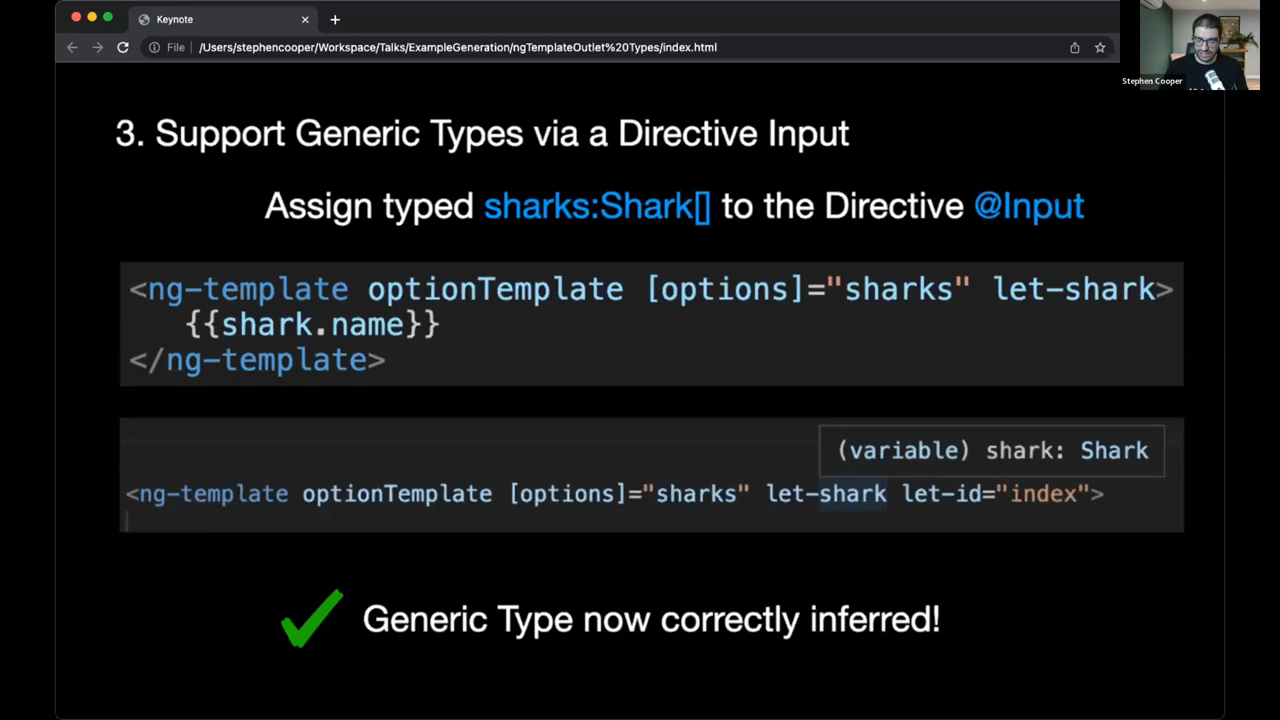 Keynote
File
/Users/stephencooper/Workspace/Talks/ExampleGeneration/ngTemplateOutlet%20Types/index.html
Stephen Cooper
3. Support Generic Types via a Directive Input
Assign typed sharks:Shark[] to the Directive @Input
<ng-template optionTemplate [options]="sharks" let-shark>
{{shark.name}}
</ng-template>
(variable) shark: Shark
<ng-template optionTemplate [options]="sharks" let-shark let-id="index">
Generic Type now correctly inferred!